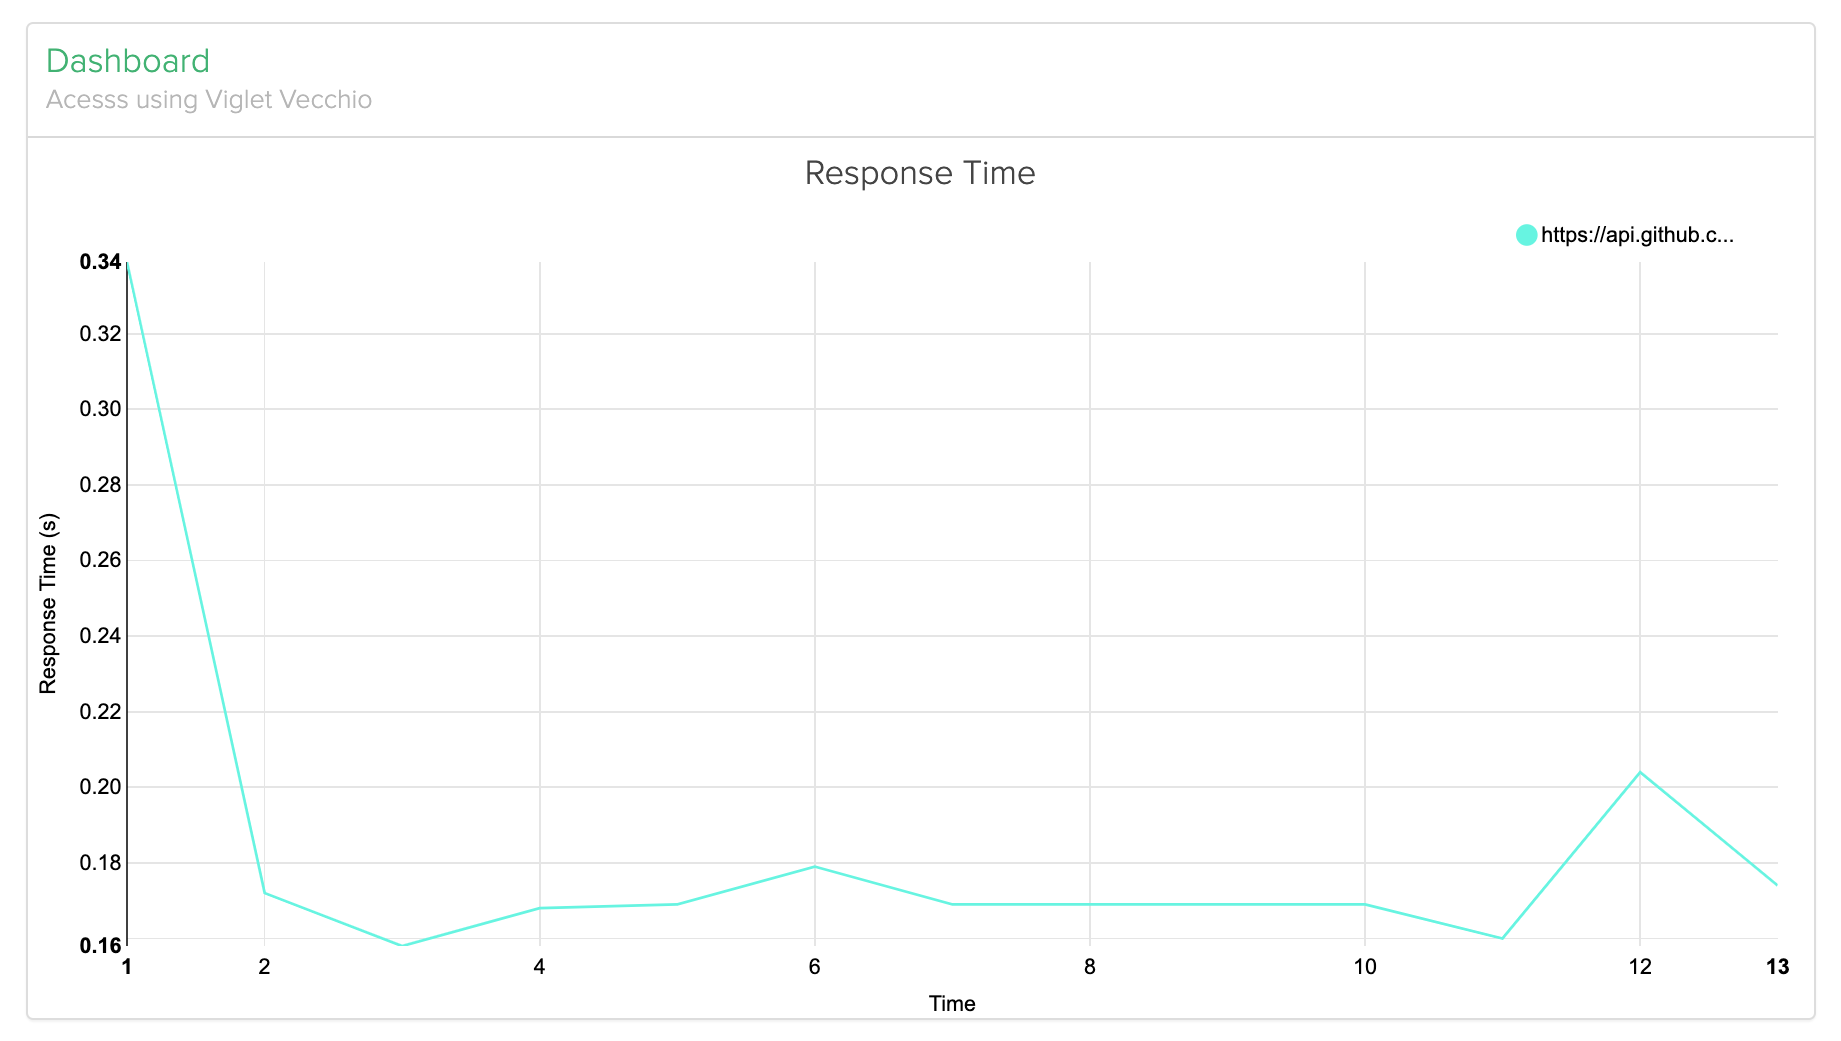 Dashboard
Acesss using Viglet Vecchio
Response Time
https://api.github.c...
0.34
0.32
0.30
0.28
0.26
0.24
0.22
0.20
0.18
0.16
Response Time (s)
1 2 4 6 8 10 12 13
Time